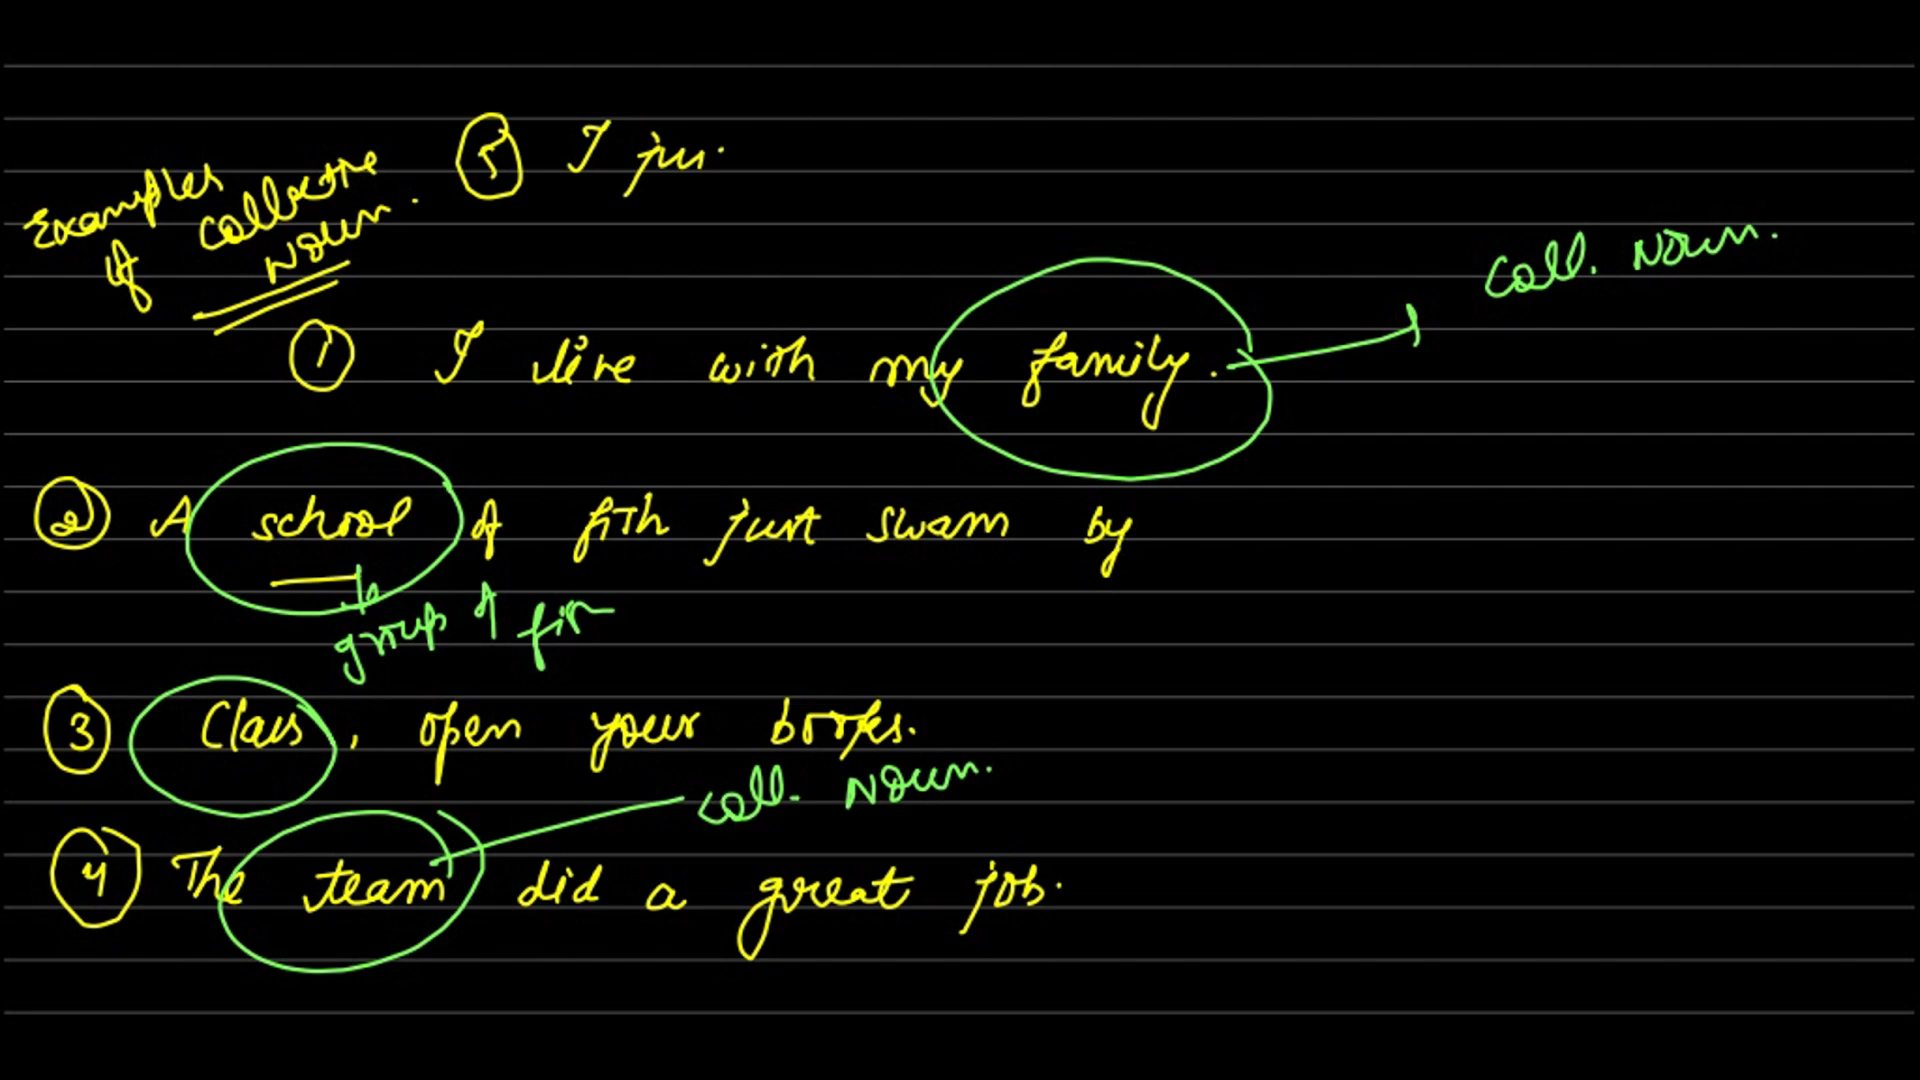 Examples
of collective
Noun.
5 I jus.
1 I live with my family.
coll. Noun.
2 A school of fish just swam by
group of fis
3 Class, open your books.
coll. Noun.
4 The team did a great job.